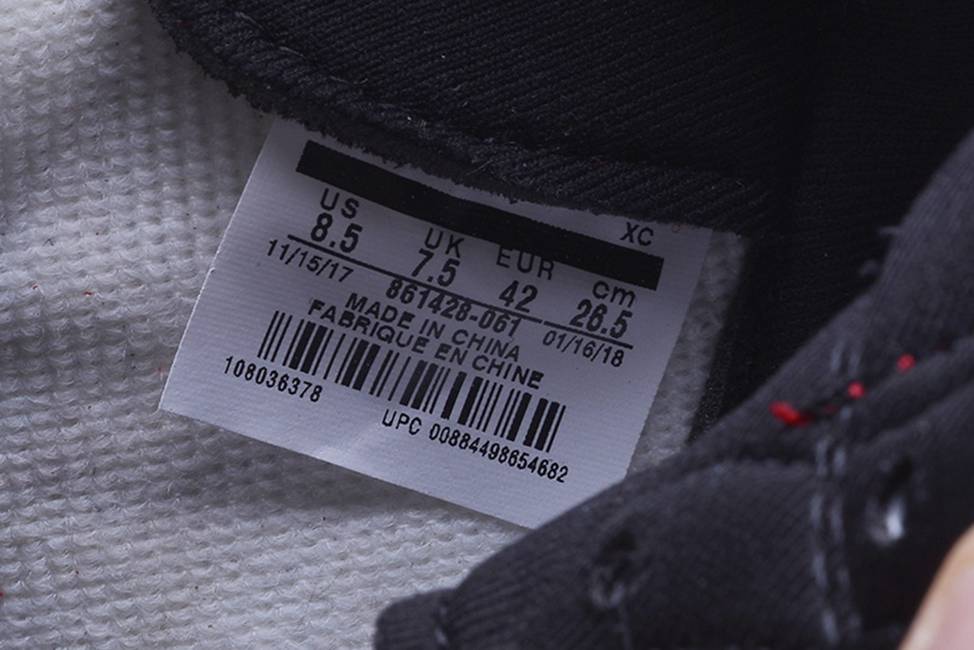 XC
US UK EUR cm
8.5 7.5 42 26.5
11/15/17 861428-061 01/16/18
MADE IN CHINA
FABRIQUE EN CHINE
108036378
UPC 00884498654682